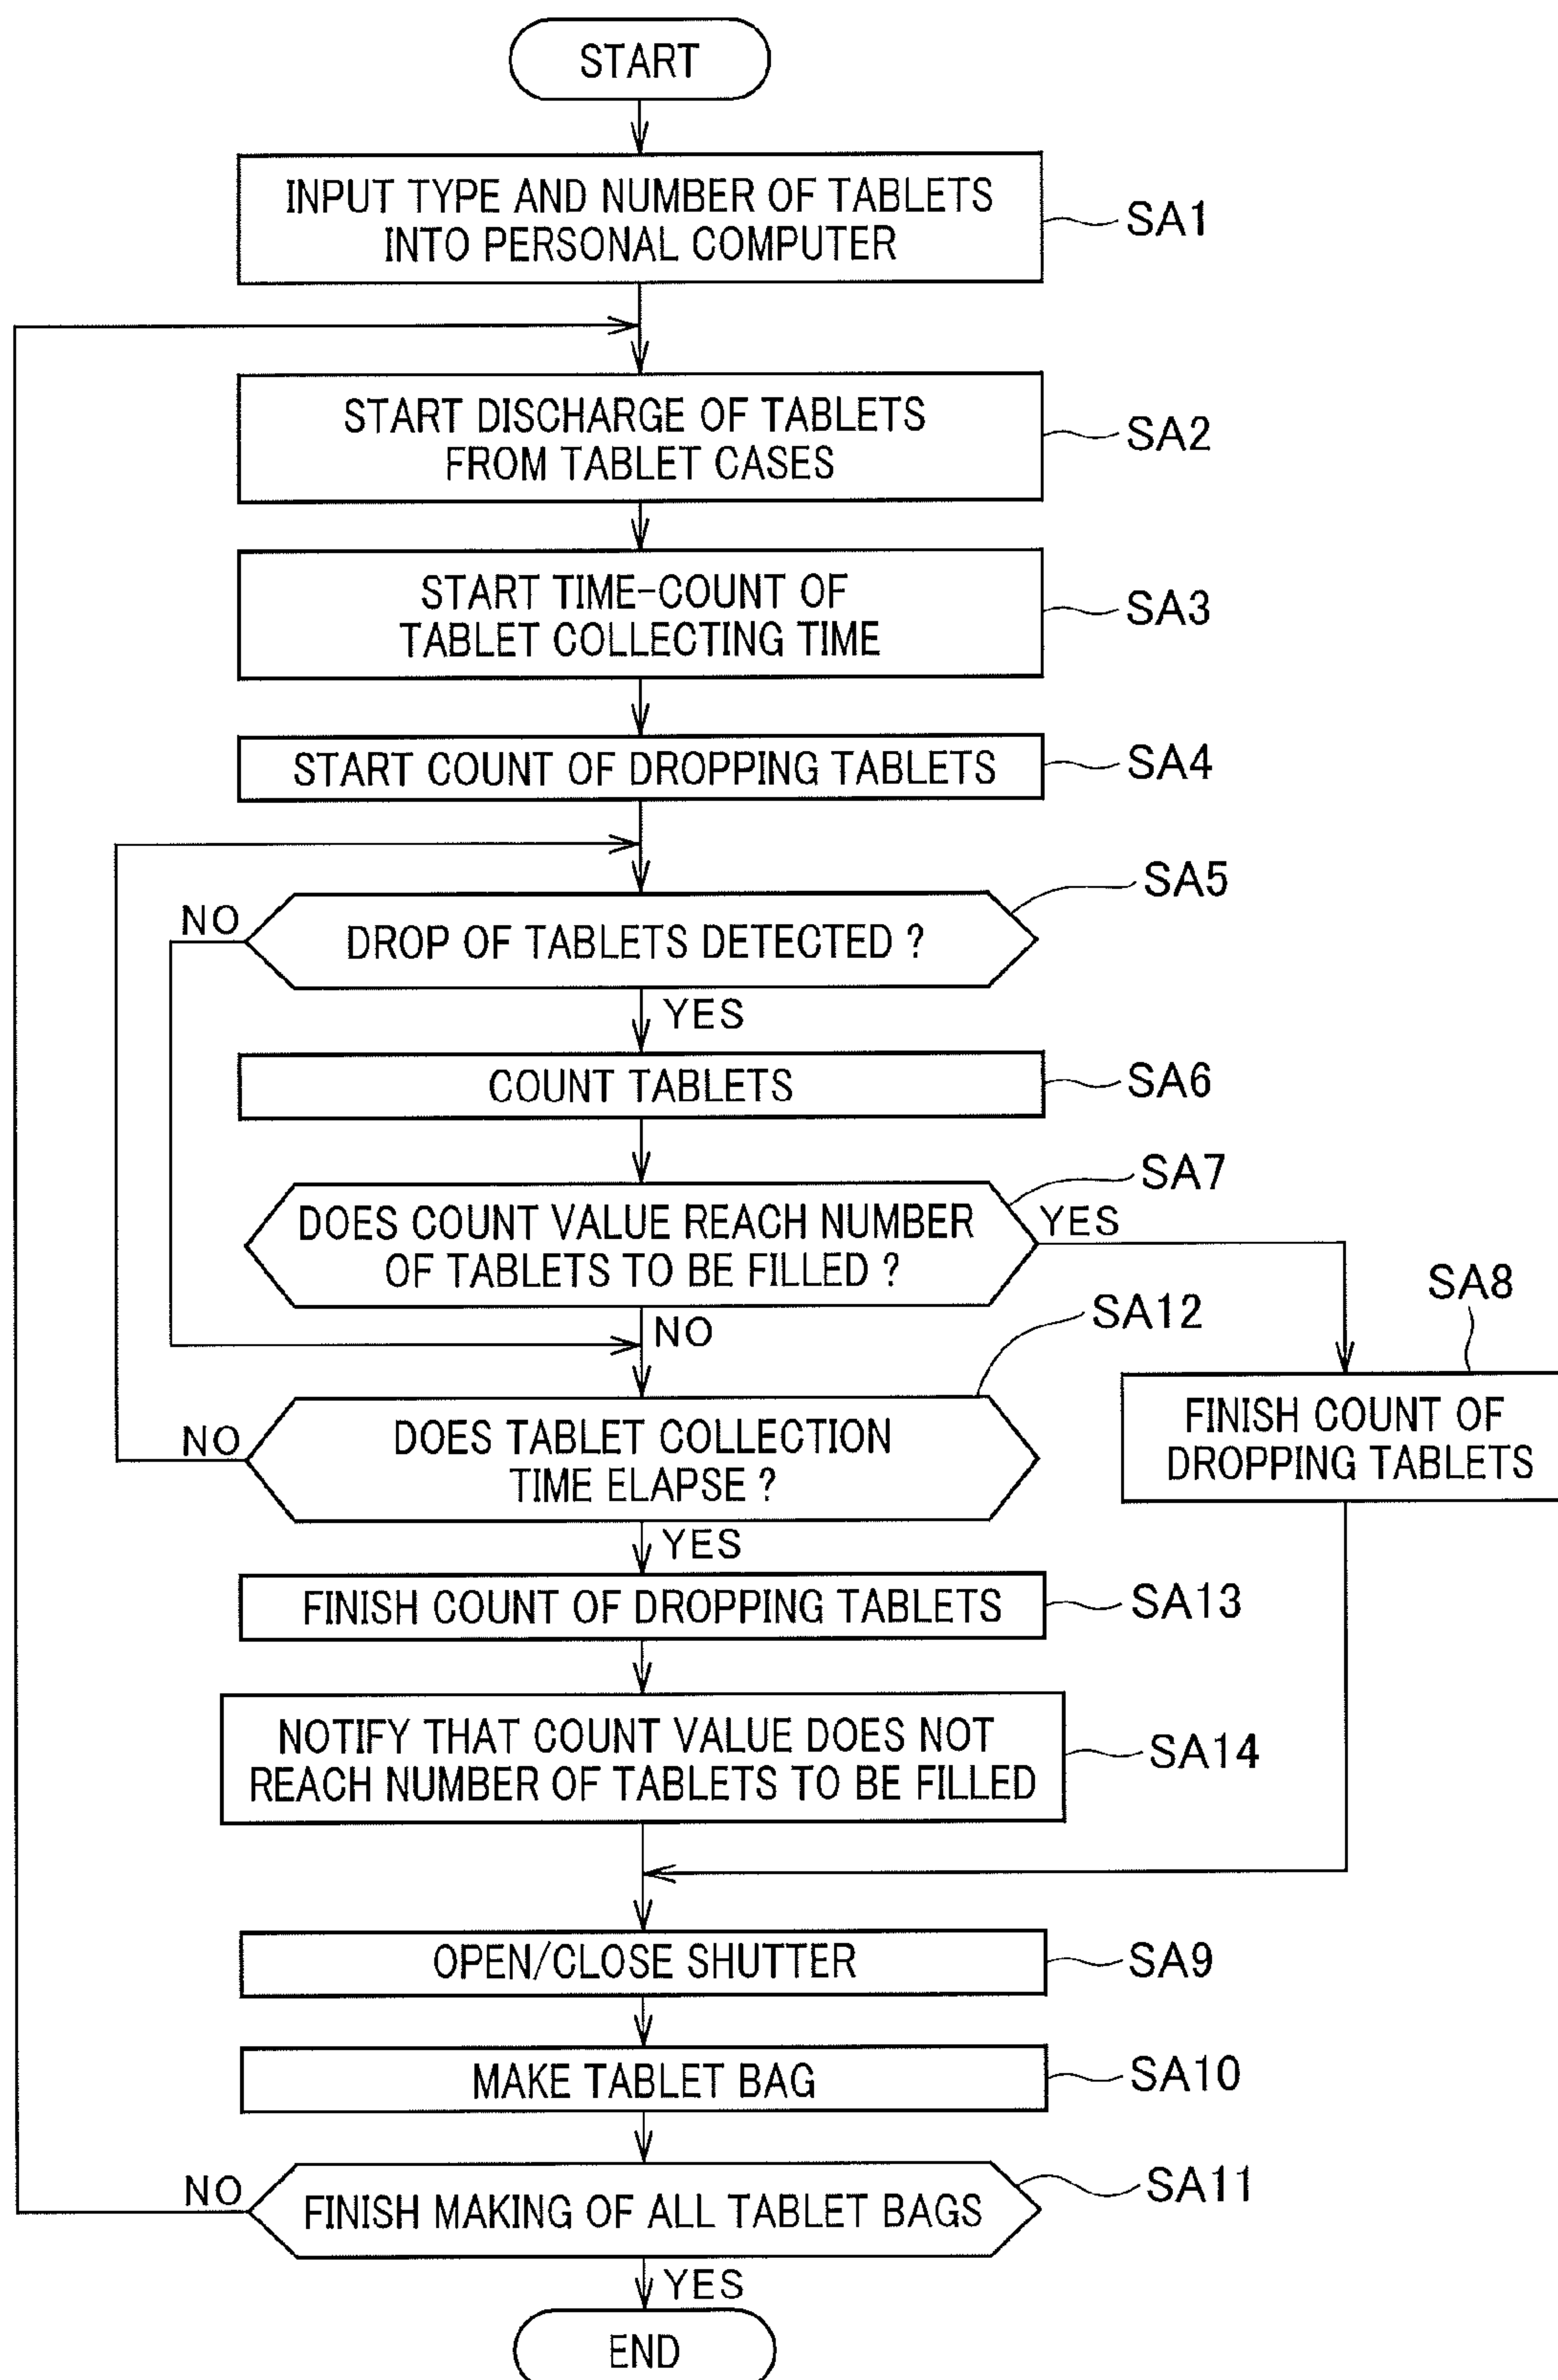 START
INPUT TYPE AND NUMBER OF TABLETS
INTO PERSONAL COMPUTER
SA1
START DISCHARGE OF TABLETS
FROM TABLET CASES
SA2
START TIME-COUNT OF
TABLET COLLECTING TIME
SA3
START COUNT OF DROPPING TABLETS
SA4
SA5
NO
DROP OF TABLETS DETECTED ?
YES
COUNT TABLETS
SA6
SA7
DOES COUNT VALUE REACH NUMBER
OF TABLETS TO BE FILLED ?
YES
SA8
SA12
NO
FINISH COUNT OF
DROPPING TABLETS
NO
DOES TABLET COLLECTION
TIME ELAPSE ?
YES
FINISH COUNT OF DROPPING TABLETS
SA13
NOTIFY THAT COUNT VALUE DOES NOT
REACH NUMBER OF TABLETS TO BE FILLED
SA14
OPEN/CLOSE SHUTTER
SA9
MAKE TABLET BAG
SA10
NO
SA11
FINISH MAKING OF ALL TABLET BAGS
YES
END